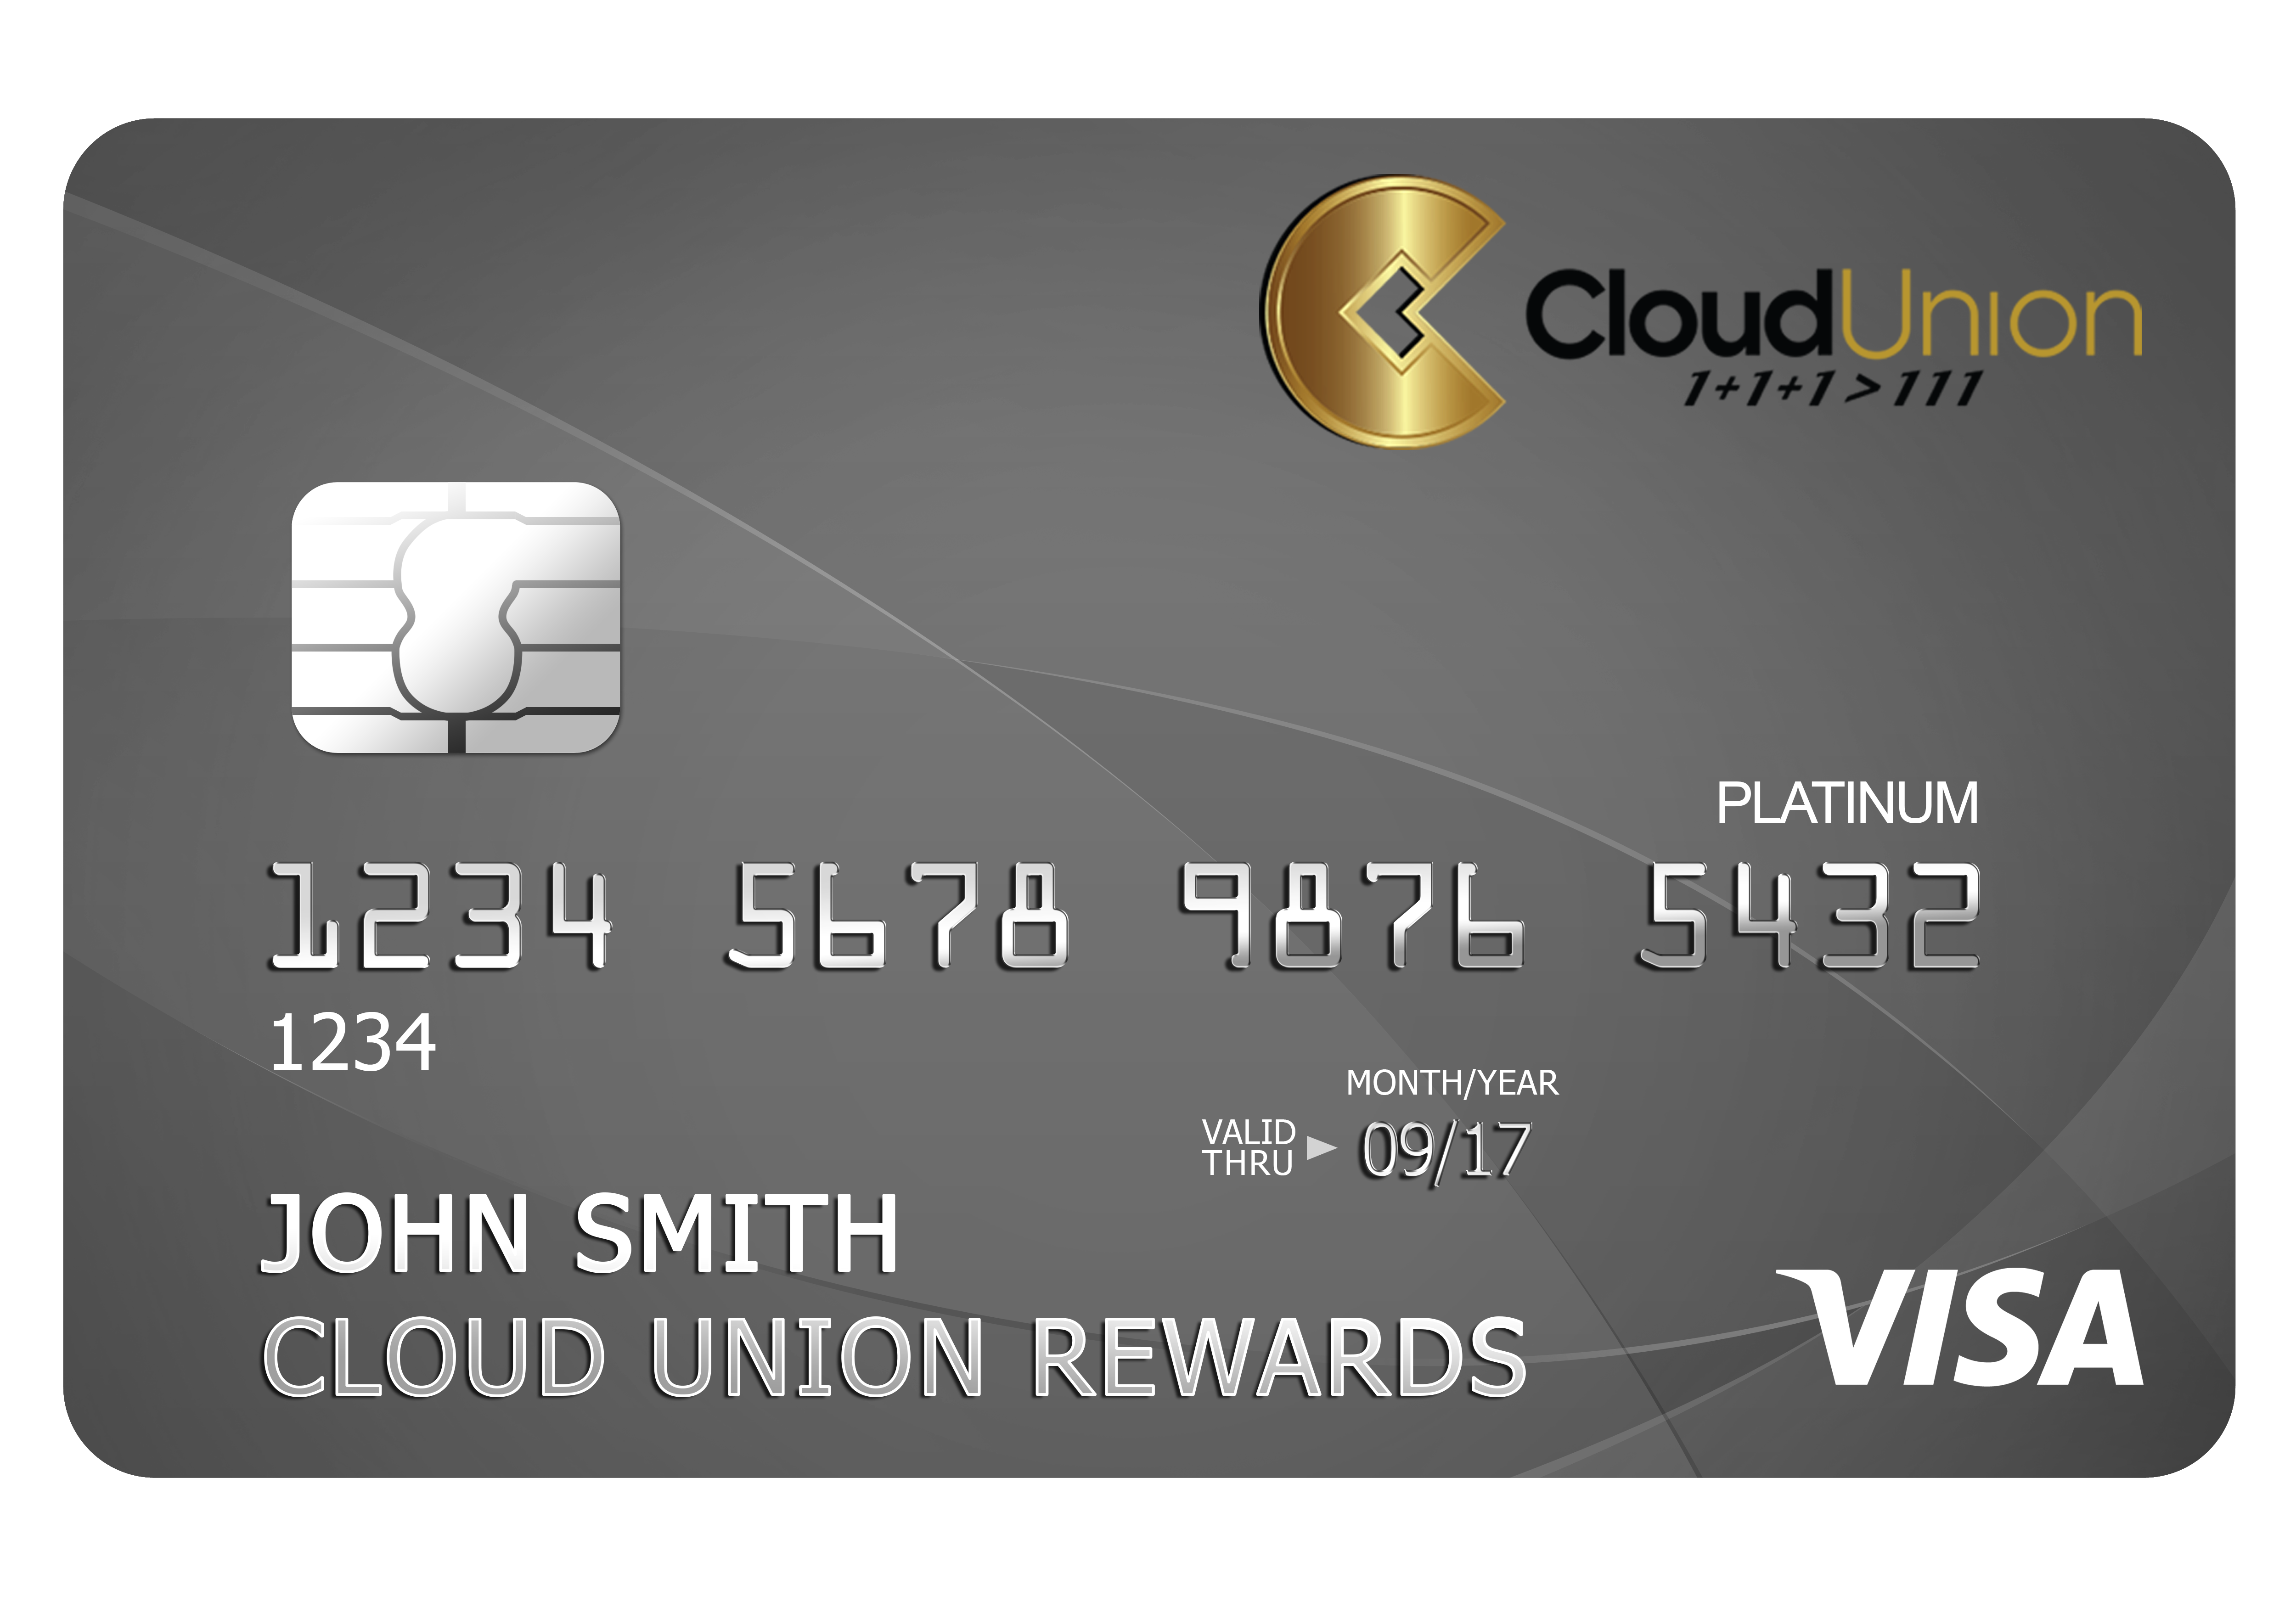 CloudUnion
1+1+1>111
PLATINUM
1234 5678 9876 5432
1234
MONTH/YEAR
VALID
THRU
09/17
JOHN SMITH
CLOUD UNION REWARDS
VISA